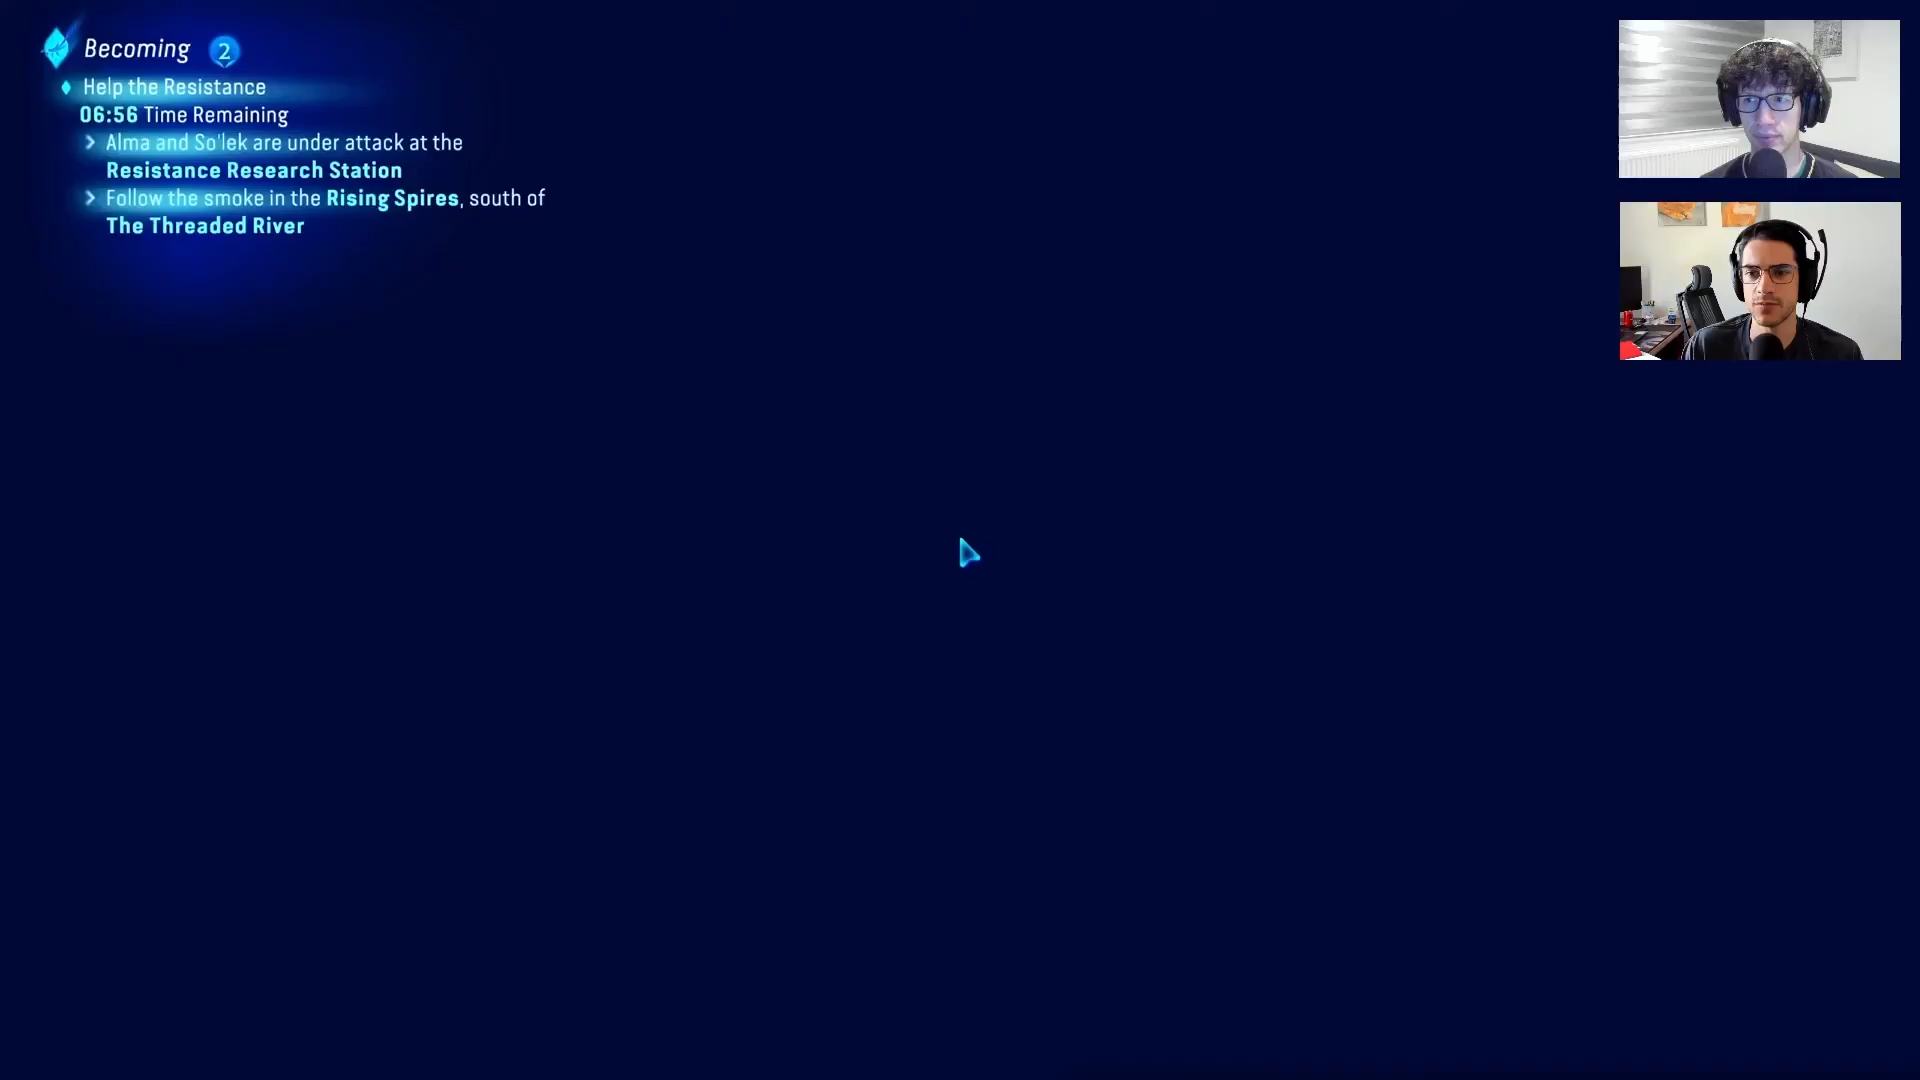 Becoming 2
Help the Resistance
06:56 Time Remaining
Alma and So'lek are under attack at the
Resistance Research Station
Follow the smoke in the Rising Spires, south of
The Threaded River